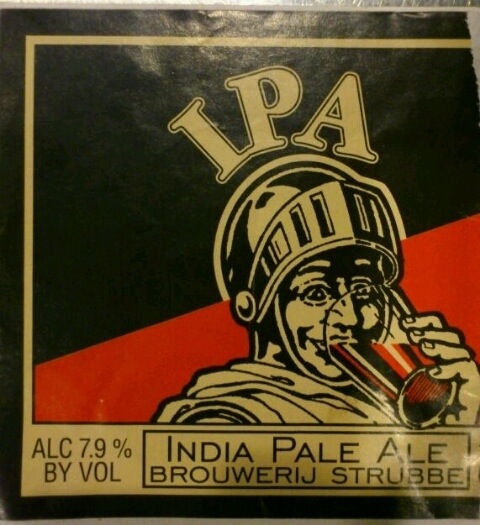 IPA
ALC 7.9 %
BY VOL
INDIA PALE ALE
BROUWERIJ STRUBBE